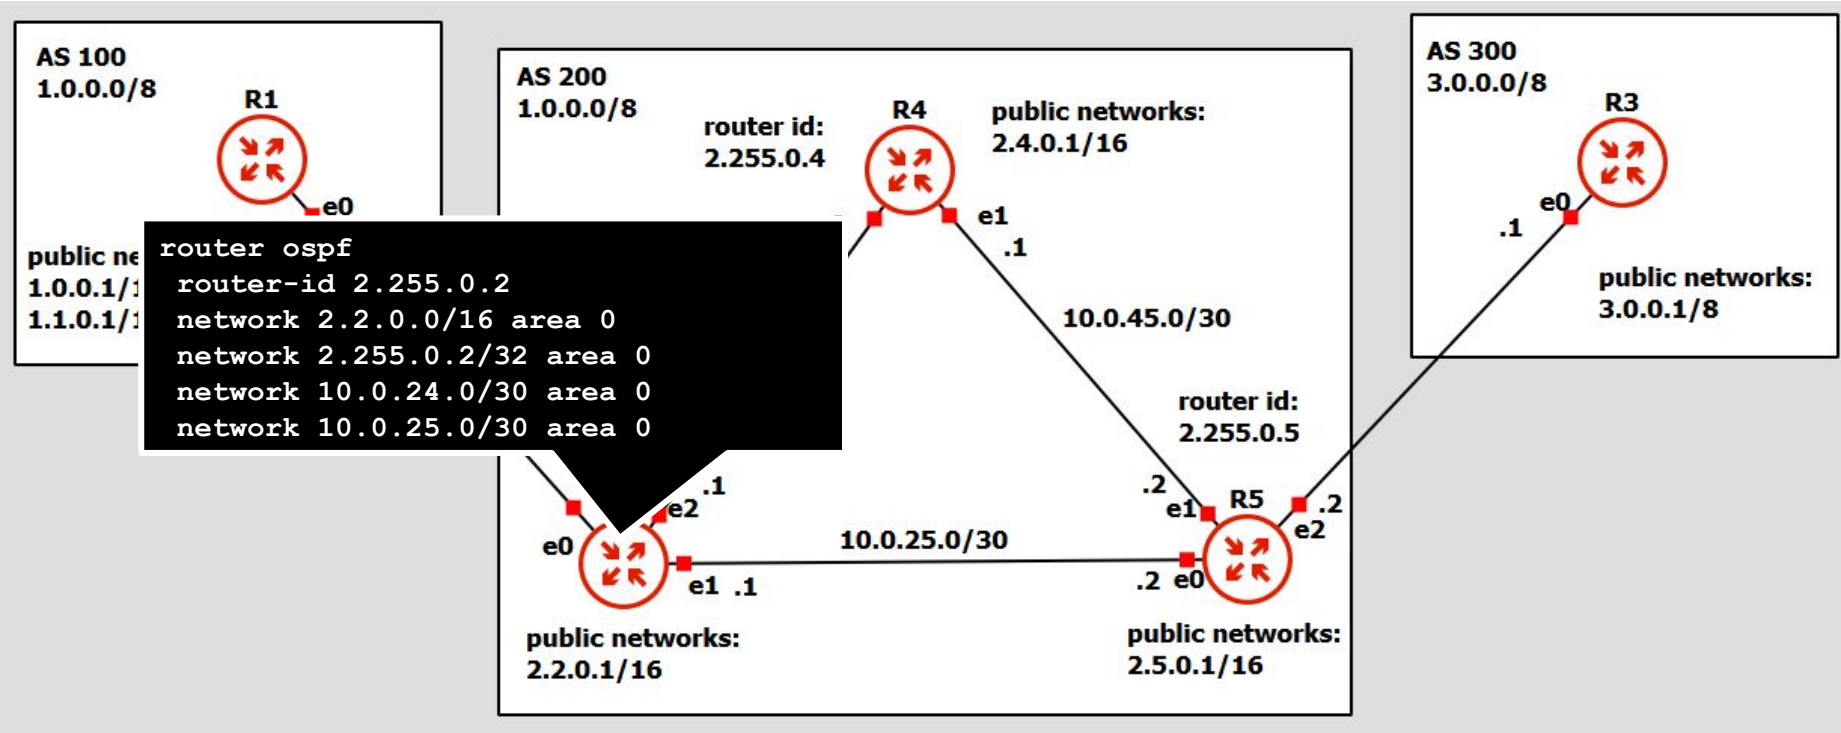 AS 100
1.0.0.0/8
R1
e0
public ne
1.0.0.1/1
1.1.0.1/1
router ospf
router-id 2.255.0.2
network 2.2.0.0/16 area 0
network 2.255.0.2/32 area 0
network 10.0.24.0/30 area 0
network 10.0.25.0/30 area 0
AS 200
1.0.0.0/8
router id:
2.255.0.4
R4
public networks:
2.4.0.1/16
e1
.1
10.0.45.0/30
router id:
2.255.0.5
.1
e2
e0
e1 .1
10.0.25.0/30
.2
e1
R5
.2
e2
.2 e0
public networks:
2.2.0.1/16
public networks:
2.5.0.1/16
AS 300
3.0.0.0/8
R3
e0
.1
public networks:
3.0.0.1/8